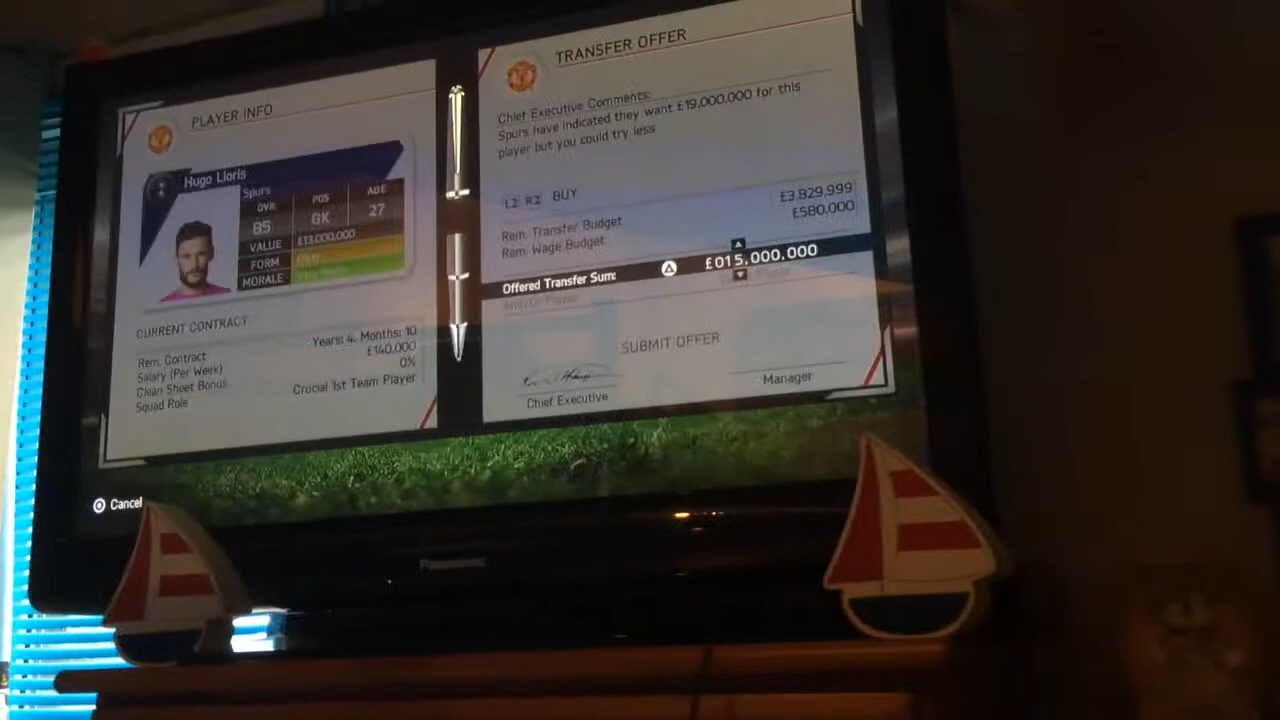 PLAYER INFO
Hugo Lloris
Spurs
OVR POS AGE
85 GK 27
VALUE £13,000,000
FORM
MORALE
CURRENT CONTRACT
Rem. Contract Years: 4 Months: 10
Salary (Per Week) £140,000
Clean Sheet Bonus 0%
Squad Role Crucial 1st Team Player
TRANSFER OFFER
Chief Executive Comments:
Spurs have indicated they want £19,000,000 for this
player but you could try less
L2 R2 BUY
Rem. Transfer Budget £3,829,999
Rem. Wage Budget £580,000
Offered Transfer Sum: £015,000,000
SUBMIT OFFER
Chief Executive
Manager
Cancel
Panasonic